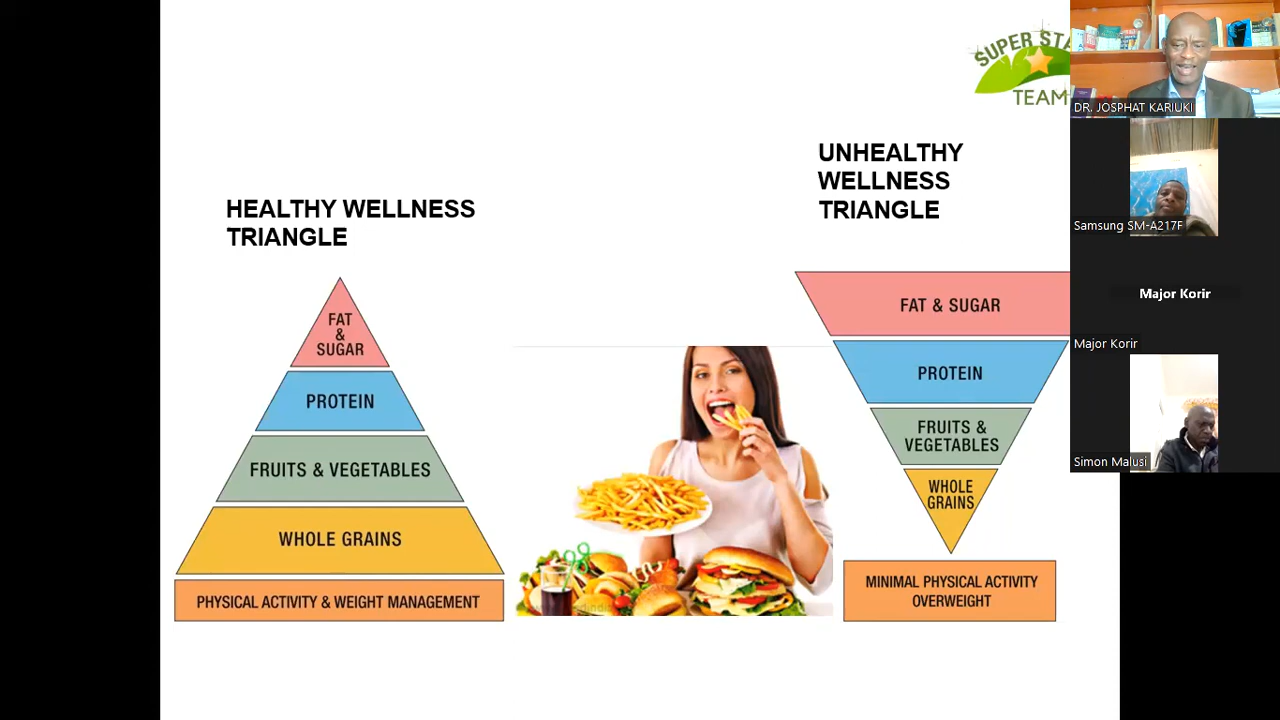 SUPER STA
TEAM
HEALTHY WELLNESS
TRIANGLE
FAT
&
SUGAR
PROTEIN
FRUITS & VEGETABLES
WHOLE GRAINS
PHYSICAL ACTIVITY & WEIGHT MANAGEMENT
UNHEALTHY
WELLNESS
TRIANGLE
FAT & SUGAR
PROTEIN
FRUITS &
VEGETABLES
WHOLE
GRAINS
MINIMAL PHYSICAL ACTIVITY
OVERWEIGHT
DR. JOSPHAT KARIUKI
Samsung SM-A217F
Major Korir
Major Korir
Simon Malusi